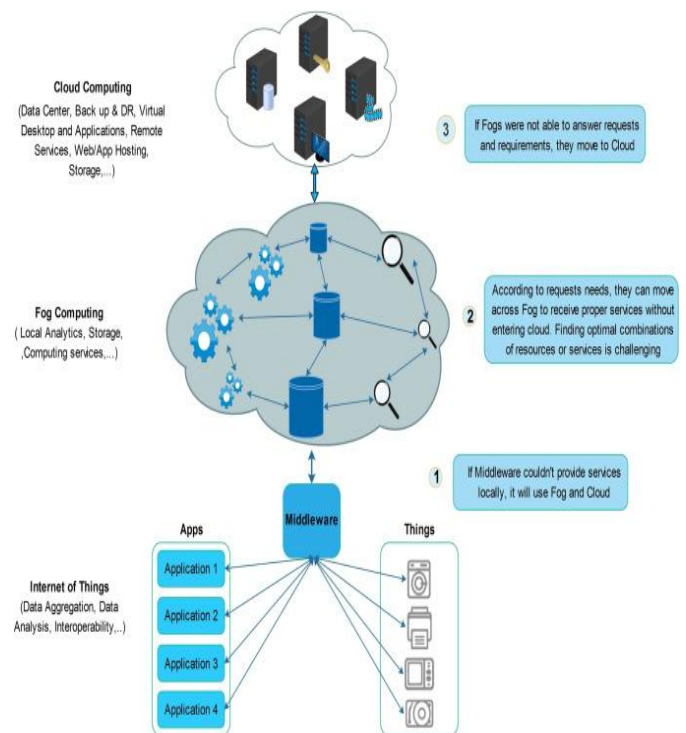 Cloud Computing
(Data Center, Back up & DR, Virtual
Desktop and Applications, Remote
Services, Web/App Hosting,
Storage,...)
3
If Fogs were not able to answer requests
and requirements, they move to Cloud
Fog Computing
( Local Analytics, Storage,
,Computing services,...)
2
According to requests needs, they can move
across Fog to receive proper services without
entering cloud. Finding optimal combinations
of resources or services is challenging
1
If Middleware couldn't provide services
locally, it will use Fog and Cloud
Middleware
Apps
Things
Application 1
Application 2
Application 3
Application 4
Internet of Things
(Data Aggregation, Data
Analysis, Interoperability,..)